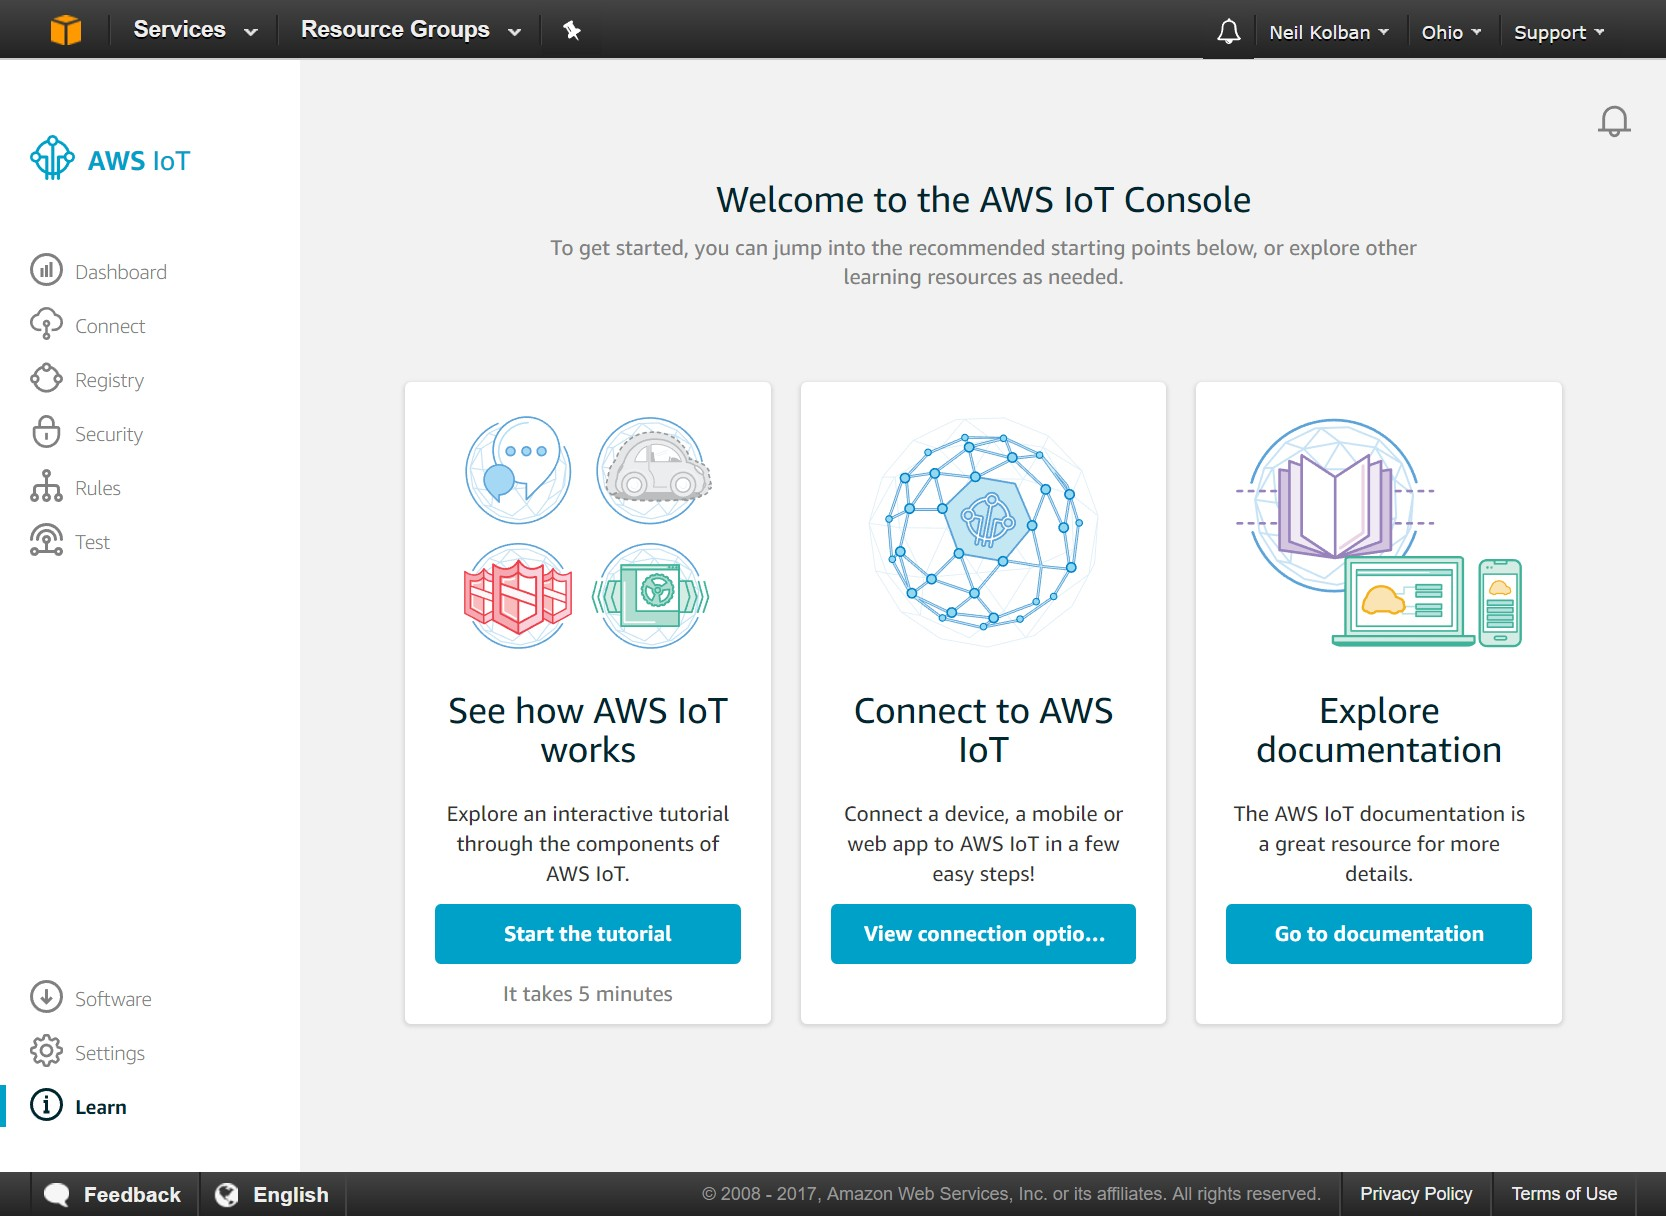 Services
Resource Groups
Neil Kolban
Ohio
Support
AWS IoT
Dashboard
Connect
Registry
Security
Rules
Test
Software
Settings
Learn
Welcome to the AWS IoT Console
To get started, you can jump into the recommended starting points below, or explore other
learning resources as needed.
See how AWS IoT
works
Explore an interactive tutorial
through the components of
AWS IoT.
Start the tutorial
It takes 5 minutes
Connect to AWS
IoT
Connect a device, a mobile or
web app to AWS IoT in a few
easy steps!
View connection optio...
Explore
documentation
The AWS IoT documentation is
a great resource for more
details.
Go to documentation
Feedback
English
© 2008 - 2017, Amazon Web Services, Inc. or its affiliates. All rights reserved.
Privacy Policy
Terms of Use